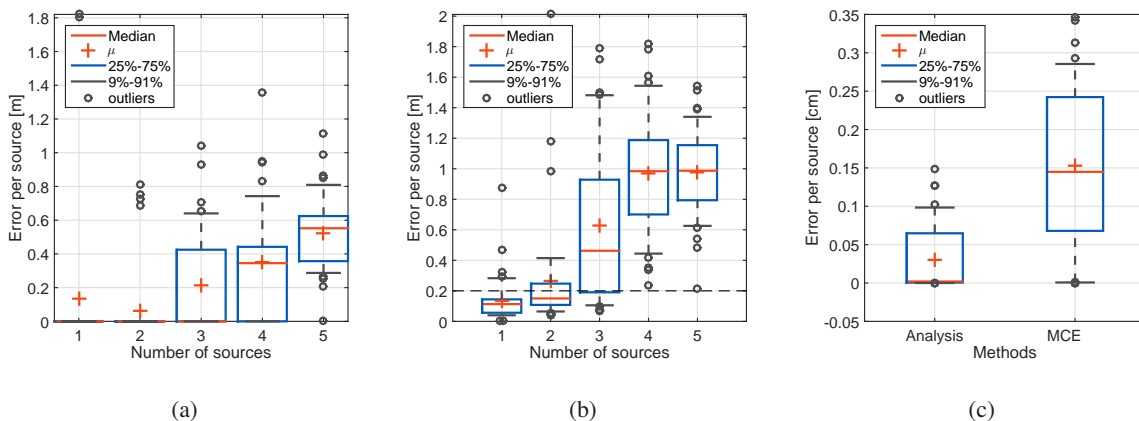 1.8
1.6
1.4
1.2
1
0.8
0.6
0.4
0.2
0
Error per source [m]
Median
μ
25%-75%
9%-91%
outliers
1 2 3 4 5
Number of sources
(a)
2
1.8
1.6
1.4
1.2
1
0.8
0.6
0.4
0.2
0
Error per source [m]
Median
μ
25%-75%
9%-91%
outliers
1 2 3 4 5
Number of sources
(b)
0.35
0.3
0.25
0.2
0.15
0.1
0.05
0
-0.05
Error per source [cm]
Median
μ
25%-75%
9%-91%
outliers
Analysis MCE
Methods
(c)